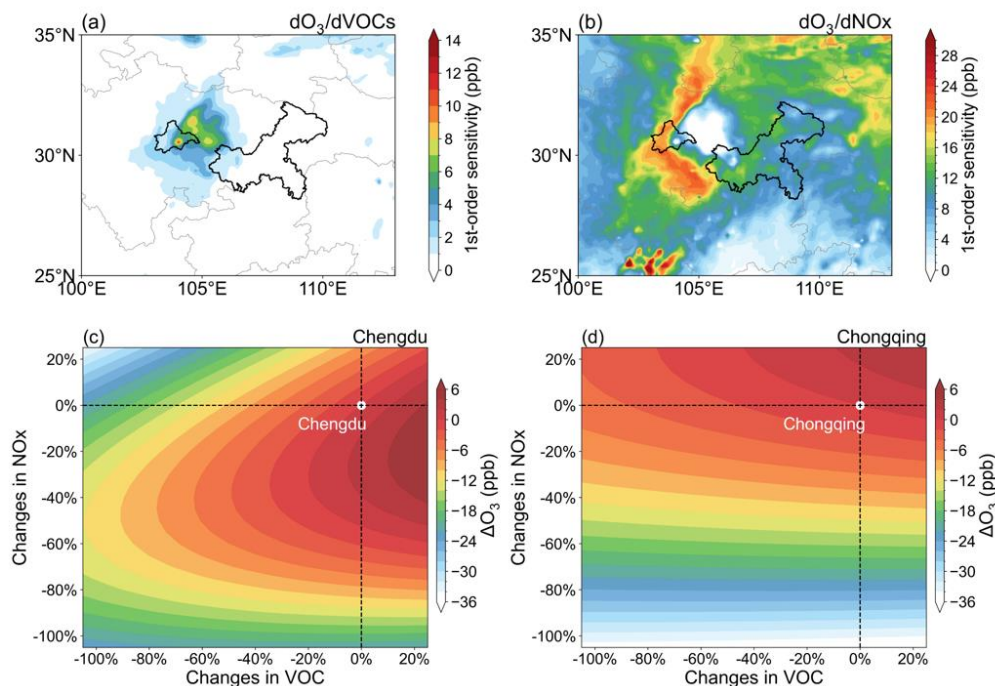 (a) dO₃/dVOCs
35°N
30°N
25°N
100°E 105°E 110°E
14
12
10
8
6
4
2
0
1st-order sensitivity (ppb)
(b) dO₃/dNOx
35°N
30°N
25°N
100°E 105°E 110°E
28
24
20
16
12
8
4
0
1st-order sensitivity (ppb)
(c) Chengdu
20%
0%
-20%
-40%
-60%
-80%
-100%
Changes in NOx
Chengdu
-100% -80% -60% -40% -20% 0% 20%
Changes in VOC
6
0
−6
−12
−18
−24
−30
−36
ΔO₃ (ppb)
(d) Chongqing
20%
0%
-20%
-40%
-60%
-80%
-100%
Changes in NOx
Chongqing
-100% -80% -60% -40% -20% 0% 20%
Changes in VOC
6
0
−6
−12
−18
−24
−30
−36
ΔO₃ (ppb)